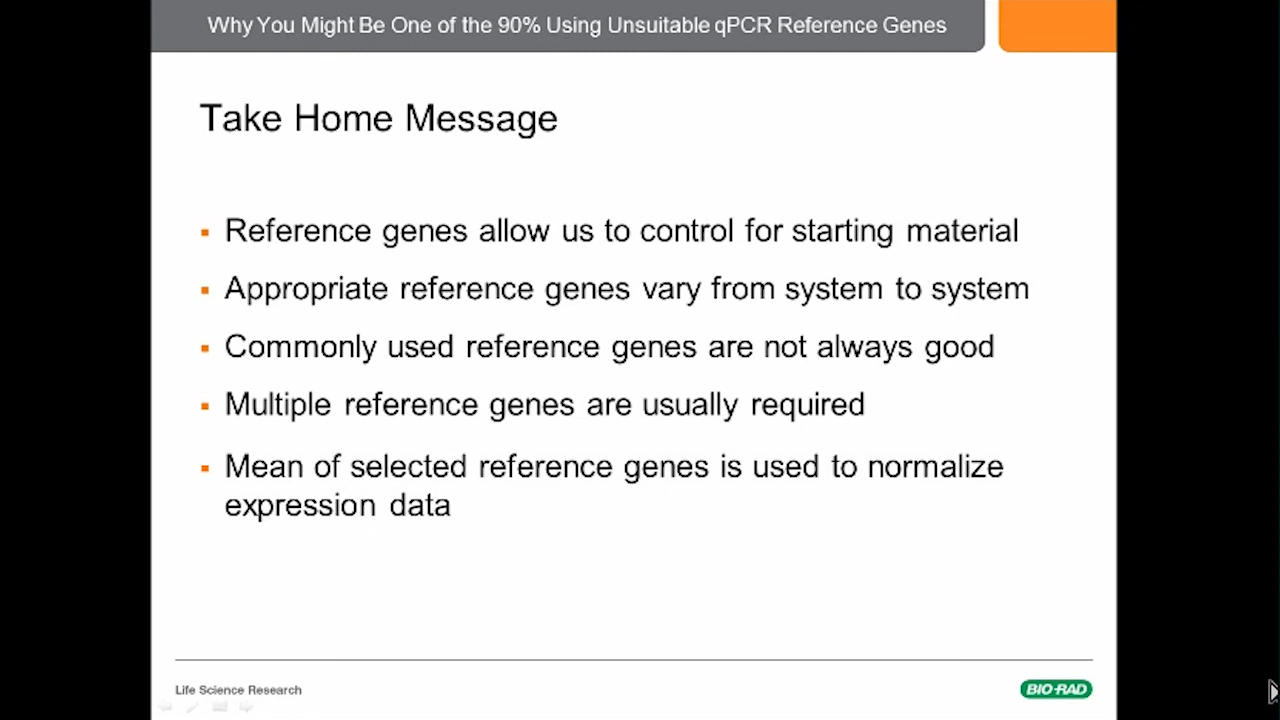 Why You Might Be One of the 90% Using Unsuitable qPCR Reference Genes
Take Home Message
Reference genes allow us to control for starting material
Appropriate reference genes vary from system to system
Commonly used reference genes are not always good
Multiple reference genes are usually required
Mean of selected reference genes is used to normalize
expression data
Life Science Research
BIO-RAD